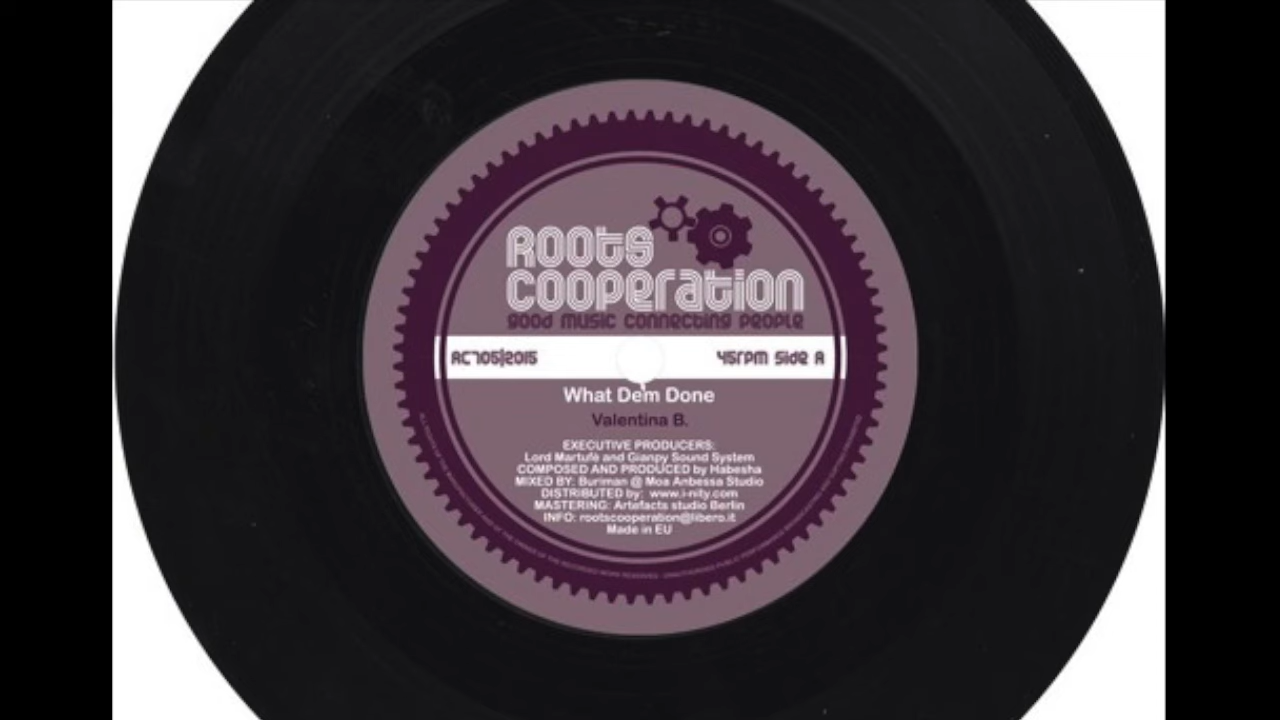 Roots
cooperation
good music connecting people
RC705|2015
45rpm Side A
What Dem Done
Valentina B.
EXECUTIVE PRODUCERS:
Lord Martufè and Gianpy Sound System
COMPOSED AND PRODUCED by Habesha
MIXED BY: Buriman @ Moa Anbessa Studio
DISTRIBUTED by: www.i-nity.com
MASTERING: Artefacts studio Berlin
INFO: rootscooperation@libero.it
Made in EU